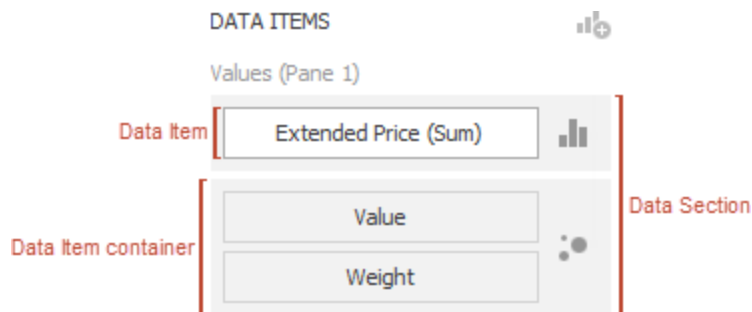 DATA ITEMS
Values (Pane 1)
Data Item
Extended Price (Sum)
Value
Data Section
Data Item container
Weight